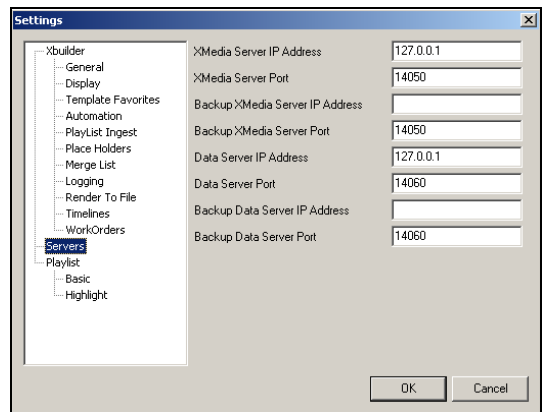 Settings
Xbuilder
General
Display
Template Favorites
Automation
PlayList Ingest
Place Holders
Merge List
Logging
Render To File
Timelines
WorkOrders
Servers
Playlist
Basic
Highlight
XMedia Server IP Address 127.0.0.1
XMedia Server Port 14050
Backup XMedia Server IP Address
Backup XMedia Server Port 14050
Data Server IP Address 127.0.0.1
Data Server Port 14060
Backup Data Server IP Address
Backup Data Server Port 14060
OK Cancel